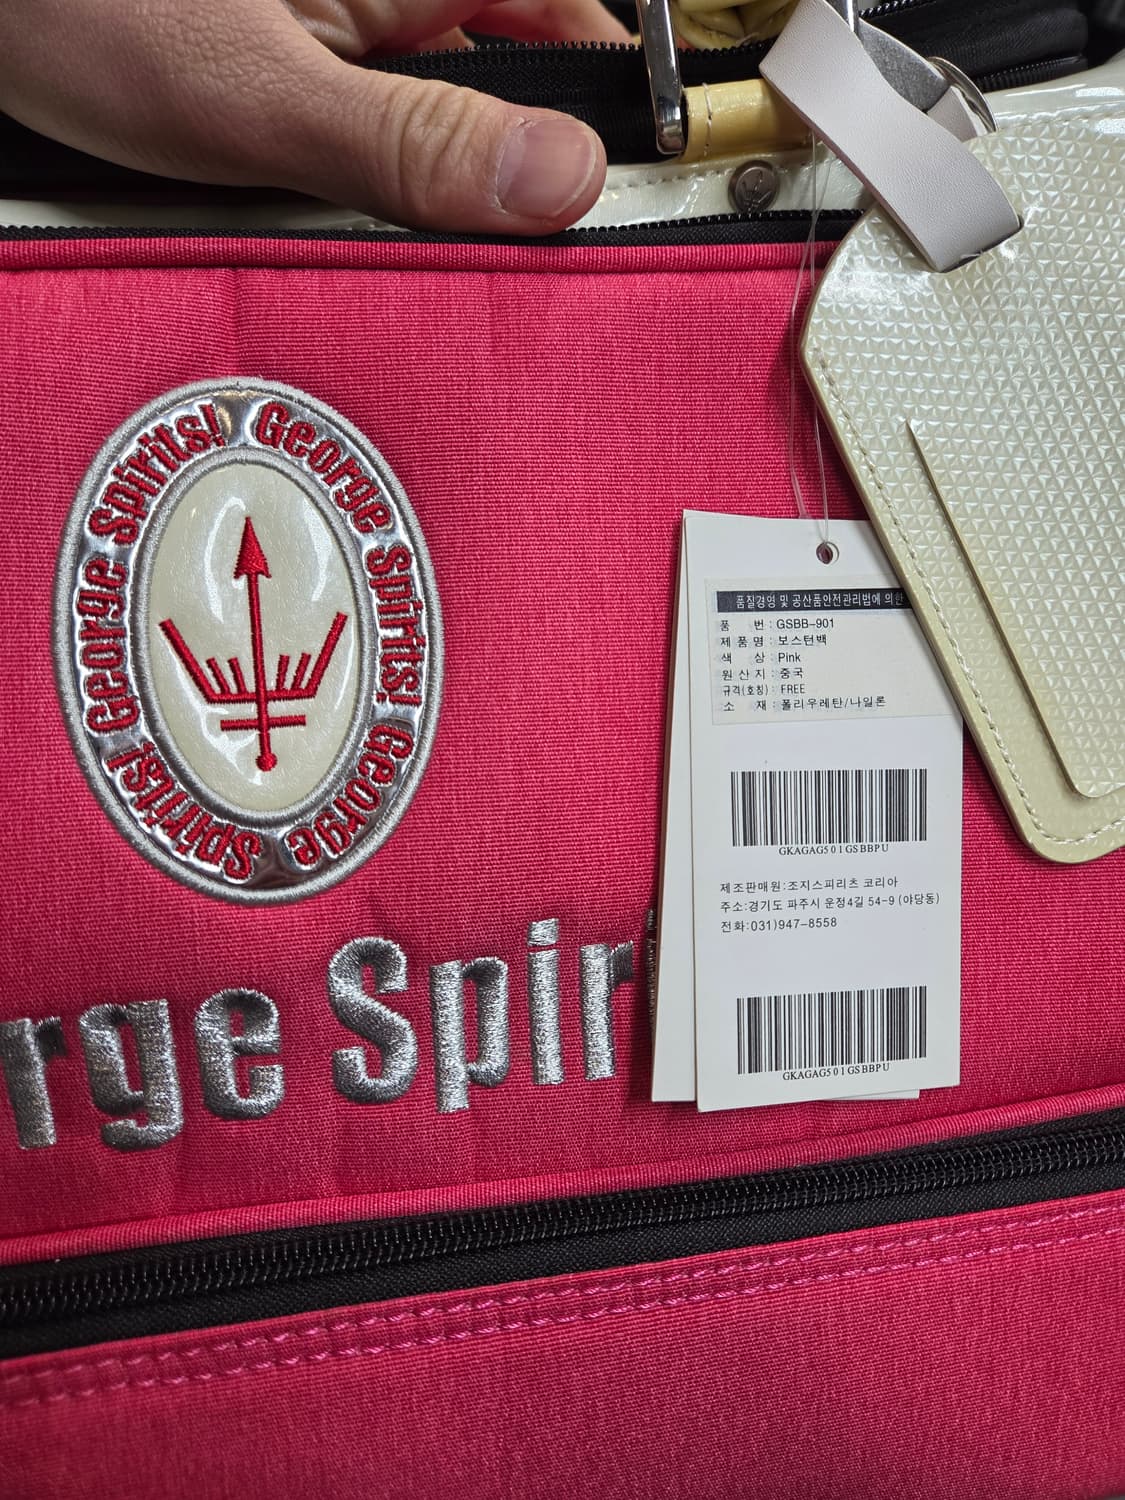 George Spirits! George Spirits! George Spirits!
rge Spir
품질경영 및 공산품안전관리법에 의한
품 번 : GSBB-901
제 품 명 : 보스턴백
색 상 : Pink
원 산 지 : 중국
규격(호칭) : FREE
소 재 : 폴리우레탄/나일론
GKAGAG501GSBBPU
제조판매원:조지스피리츠 코리아
주소:경기도 파주시 운정4길 54-9 (야당동)
전화:031)947-8558
GKAGAG501GSBBPU